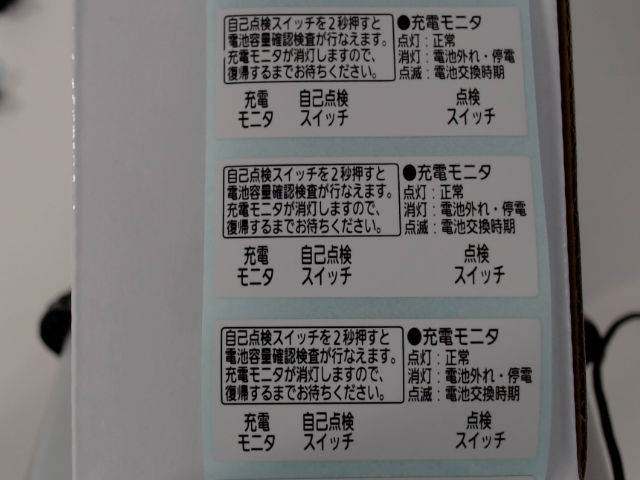 自己点検スイッチを2秒押すと
電池容量確認検査が行なえます。
充電モニタが消灯しますので、
復帰するまでお待ちください。
●充電モニタ
点灯：正常
消灯：電池外れ・停電
点滅：電池交換時期
充電
モニタ
自己点検
スイッチ
点検
スイッチ
自己点検スイッチを2秒押すと
電池容量確認検査が行なえます。
充電モニタが消灯しますので、
復帰するまでお待ちください。
●充電モニタ
点灯：正常
消灯：電池外れ・停電
点滅：電池交換時期
充電
モニタ
自己点検
スイッチ
点検
スイッチ
自己点検スイッチを2秒押すと
電池容量確認検査が行なえます。
充電モニタが消灯しますので、
復帰するまでお待ちください。
●充電モニタ
点灯：正常
消灯：電池外れ・停電
点滅：電池交換時期
充電
モニタ
自己点検
スイッチ
点検
スイッチ